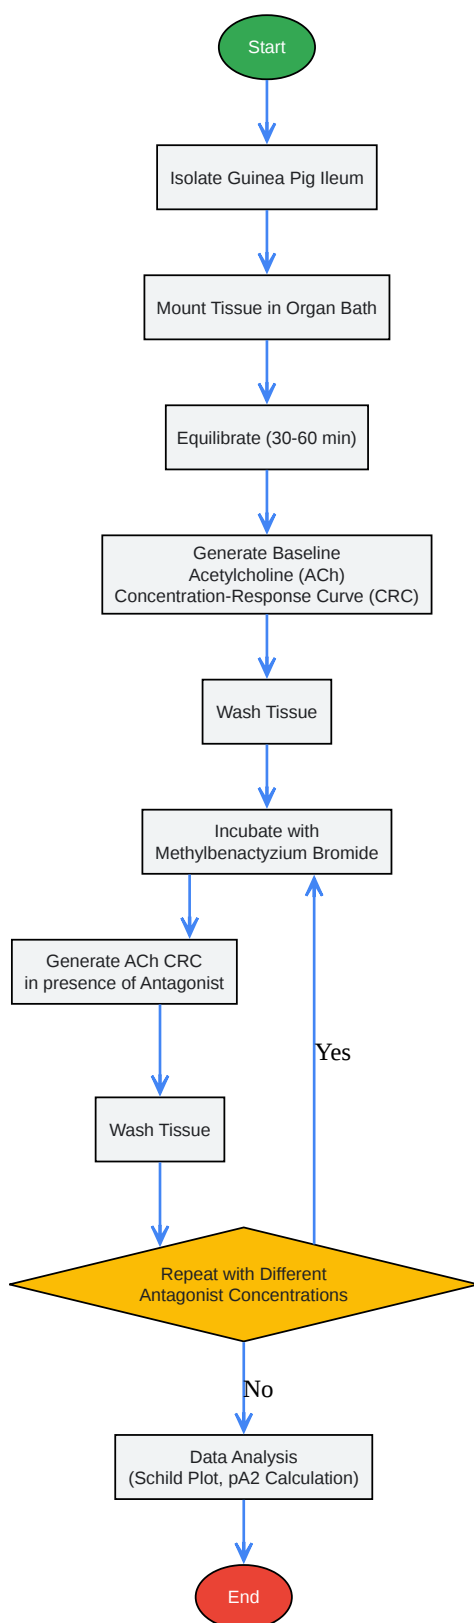 Start
Isolate Guinea Pig Ileum
Mount Tissue in Organ Bath
Equilibrate (30-60 min)
Generate Baseline
Acetylcholine (ACh)
Concentration-Response Curve (CRC)
Wash Tissue
Incubate with
Methylbenactyzium Bromide
Generate ACh CRC
in presence of Antagonist
Yes
Wash Tissue
Repeat with Different
Antagonist Concentrations
No
Data Analysis
(Schild Plot, pA2 Calculation)
End